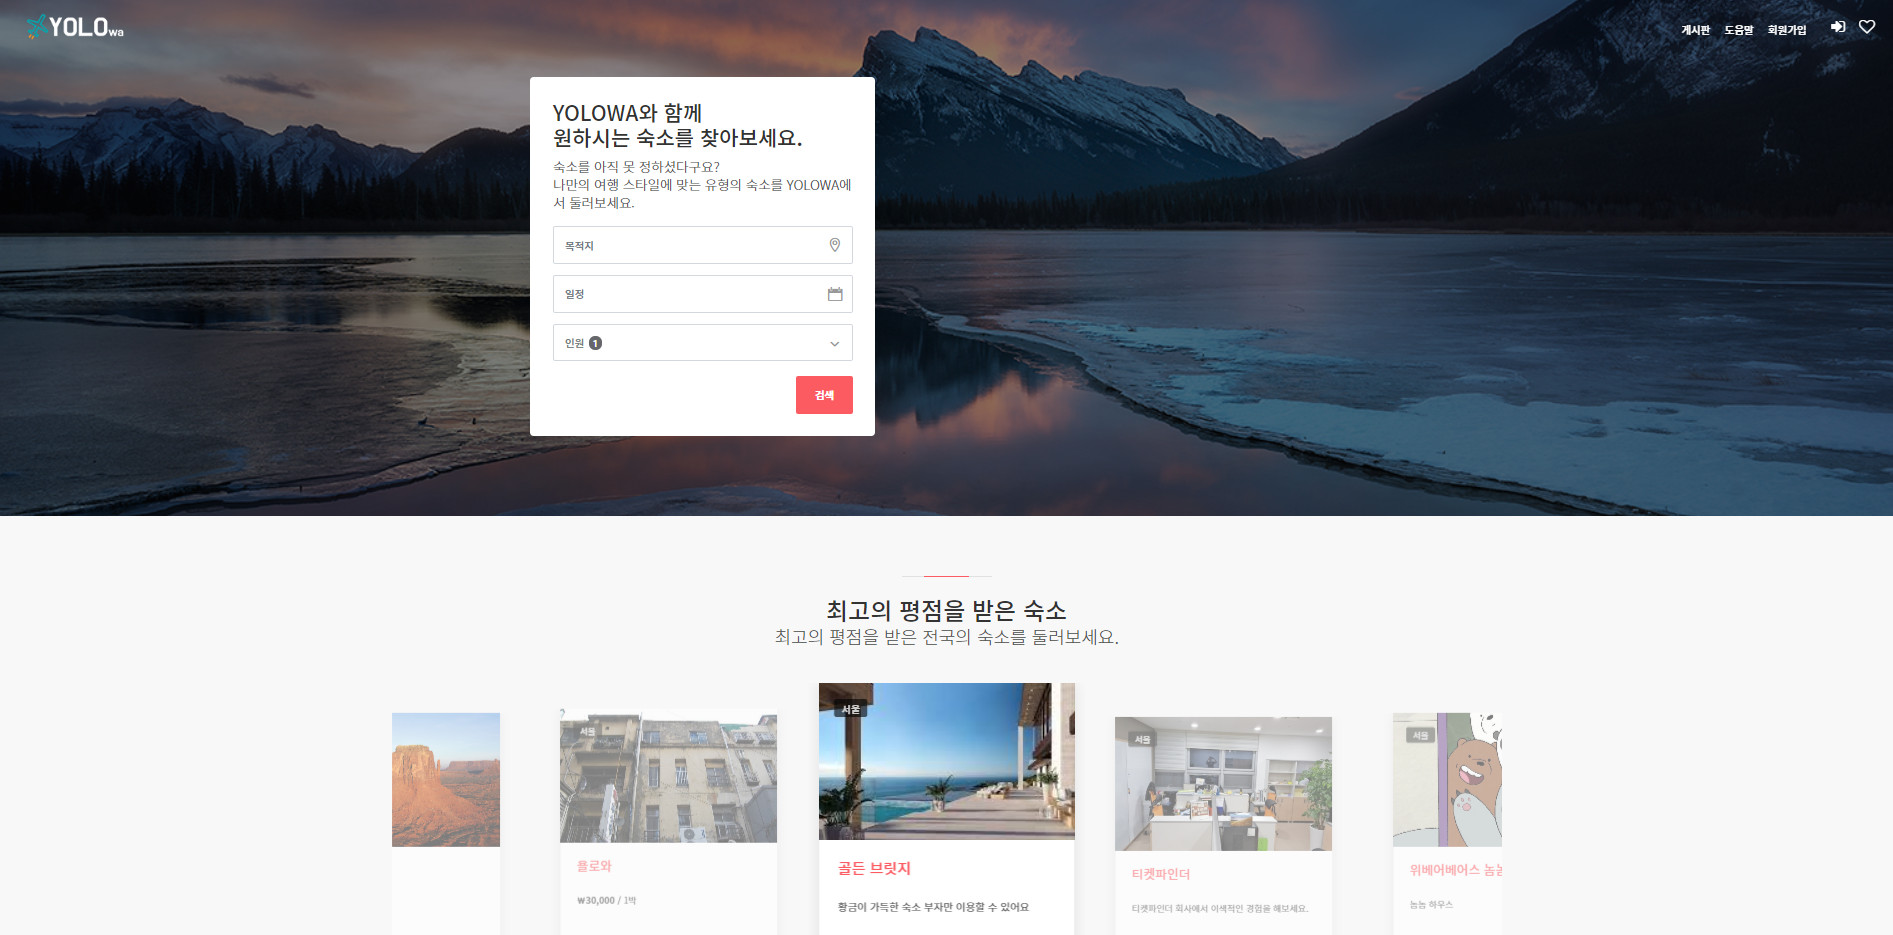 YOLOwa
게시판 도움말 회원가입
YOLOWA와 함께
원하시는 숙소를 찾아보세요.
숙소를 아직 못 정하셨다구요?
나만의 여행 스타일에 맞는 유형의 숙소를 YOLOWA에
서 둘러보세요.
목적지
일정
인원 1
검색
최고의 평점을 받은 숙소
최고의 평점을 받은 전국의 숙소를 둘러보세요.
서울
욜로와
₩30,000 / 1박
서울
골든 브릿지
황금이 가득한 숙소 부자만 이용할 수 있어요
서울
티켓파인더
티켓파인더 회사에서 이색적인 경험을 해보세요.
서울
위베어베어스 놈놈
놈놈 하우스